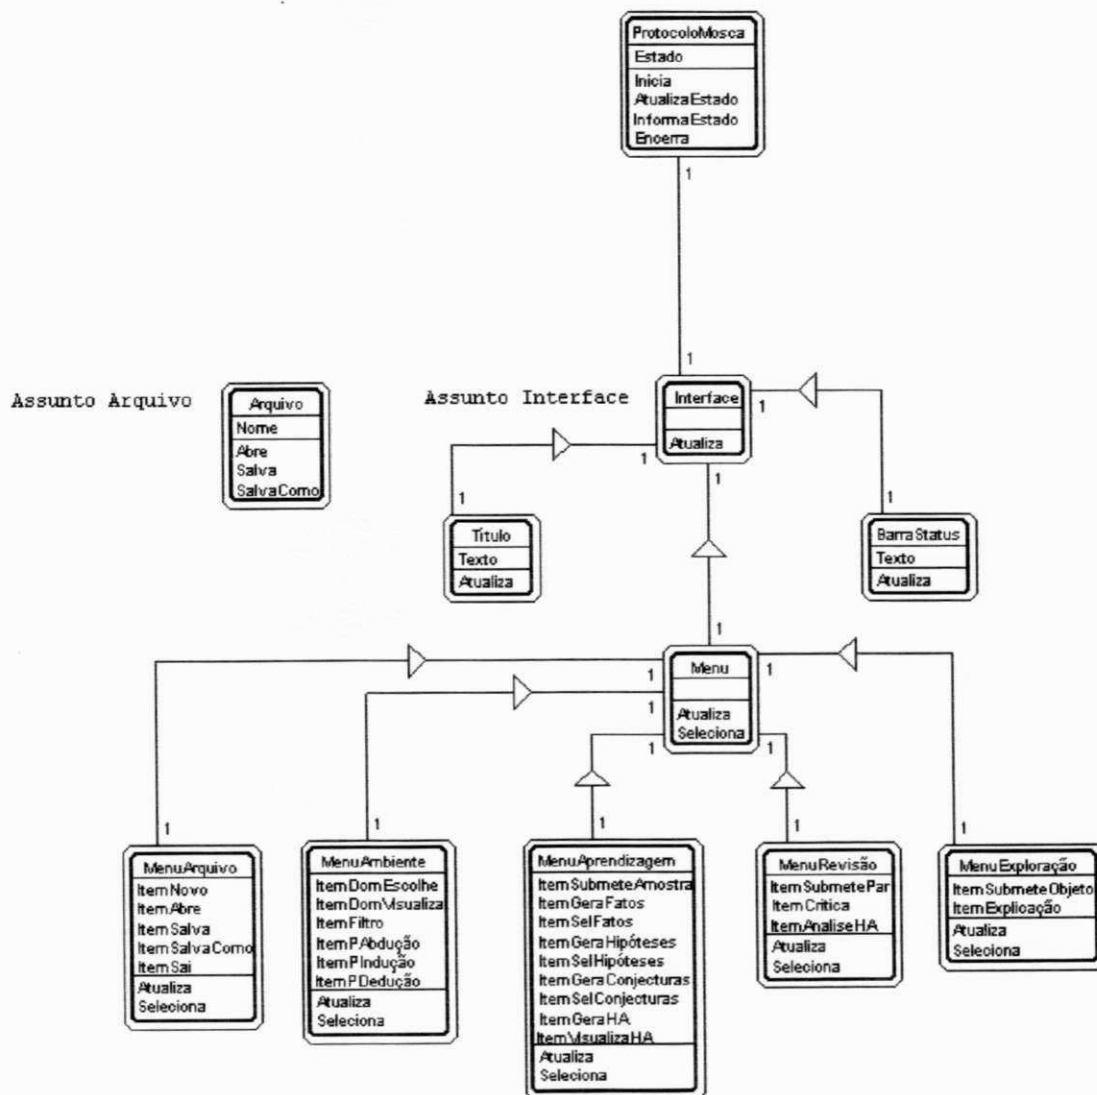 ProtocoloMosca
Estado
Inicia
AtualizaEstado
InformaEstado
Encerra
1
1
Assunto Arquivo
Arquivo
Nome
Abre
Salva
SalvaComo
Assunto Interface
Interface
Atualiza
1
1
1
1
Título
Texto
Atualiza
1
BarraStatus
Texto
Atualiza
1
Menu
Atualiza
Seleciona
1
1
1
1
1
1
MenuArquivo
ItemNovo
ItemAbre
ItemSalva
ItemSalvaComo
ItemSai
Atualiza
Seleciona
1
MenuAmbiente
ItemDomEscolhe
ItemDomVisualiza
ItemFiltro
ItemPAbdução
ItemPIndução
ItemPDedução
Atualiza
Seleciona
1
MenuAprendizagem
ItemSubmeteAmostra
ItemGeraFatos
ItemSelFatos
ItemGeraHipóteses
ItemSelHipóteses
ItemGeraConjecturas
ItemSelConjecturas
ItemGeraHA
ItemVisualizaHA
Atualiza
Seleciona
1
MenuRevisão
ItemSubmetePar
ItemCritica
ItemAnaliseHA
Atualiza
Seleciona
1
MenuExploração
ItemSubmeteObjeto
ItemExplicação
Atualiza
Seleciona